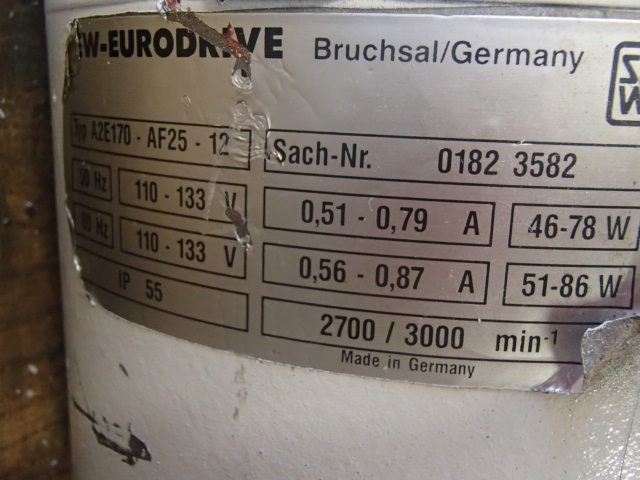 EW-EURODRIVE Bruchsal/Germany
Typ A2E170 - AF25 - 12 Sach-Nr. 0182 3582
50 Hz 110 - 133 V 0,51 - 0,79 A 46-78 W
60 Hz 110 - 133 V 0,56 - 0,87 A 51-86 W
IP 55 2700 / 3000 min-1
Made in Germany